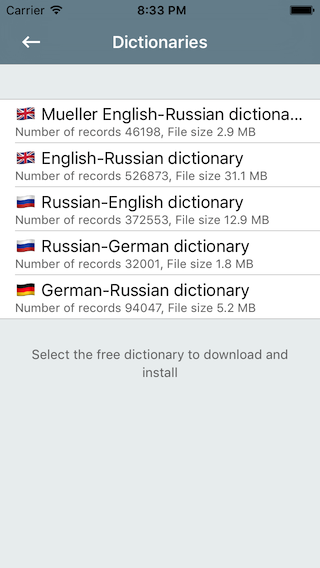 Carrier 8:33 PM
Dictionaries
Mueller English-Russian dictiona...
Number of records 46198, File size 2.9 MB
English-Russian dictionary
Number of records 526873, File size 31.1 MB
Russian-English dictionary
Number of records 372553, File size 12.9 MB
Russian-German dictionary
Number of records 32001, File size 1.8 MB
German-Russian dictionary
Number of records 94047, File size 5.2 MB
Select the free dictionary to download and
install